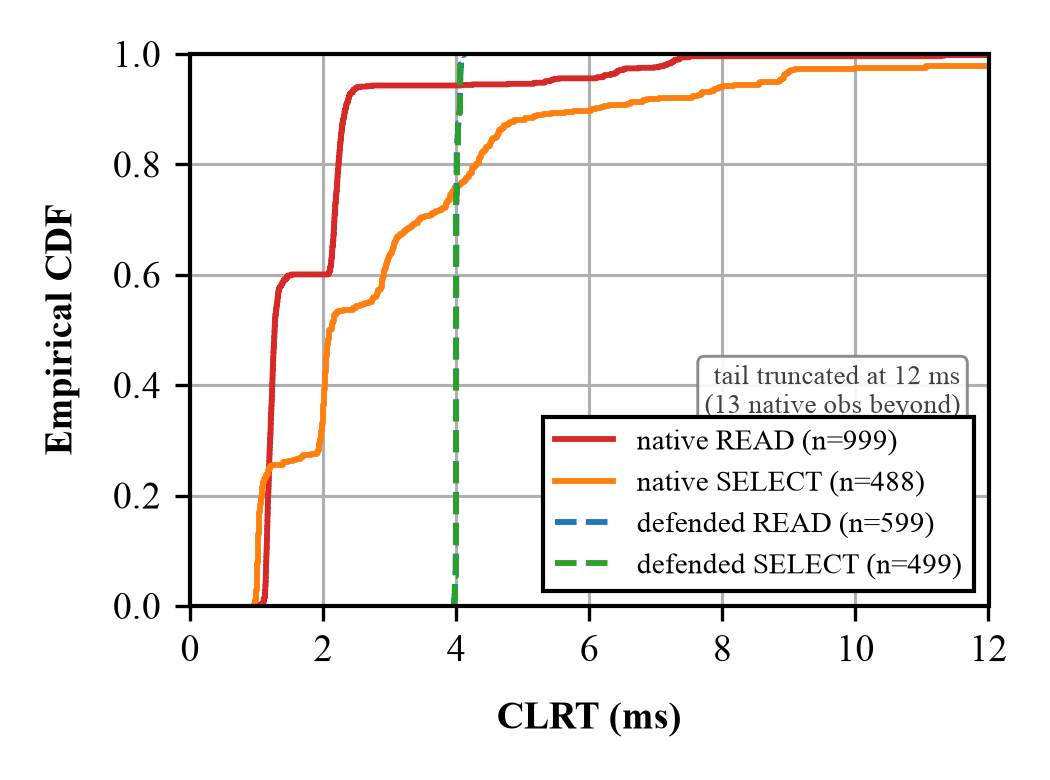 1.0
0.8
0.6
0.4
0.2
0.0
Empirical CDF
tail truncated at 12 ms
(13 native obs beyond)
native READ (n=999)
native SELECT (n=488)
defended READ (n=599)
defended SELECT (n=499)
0 2 4 6 8 10 12
CLRT (ms)